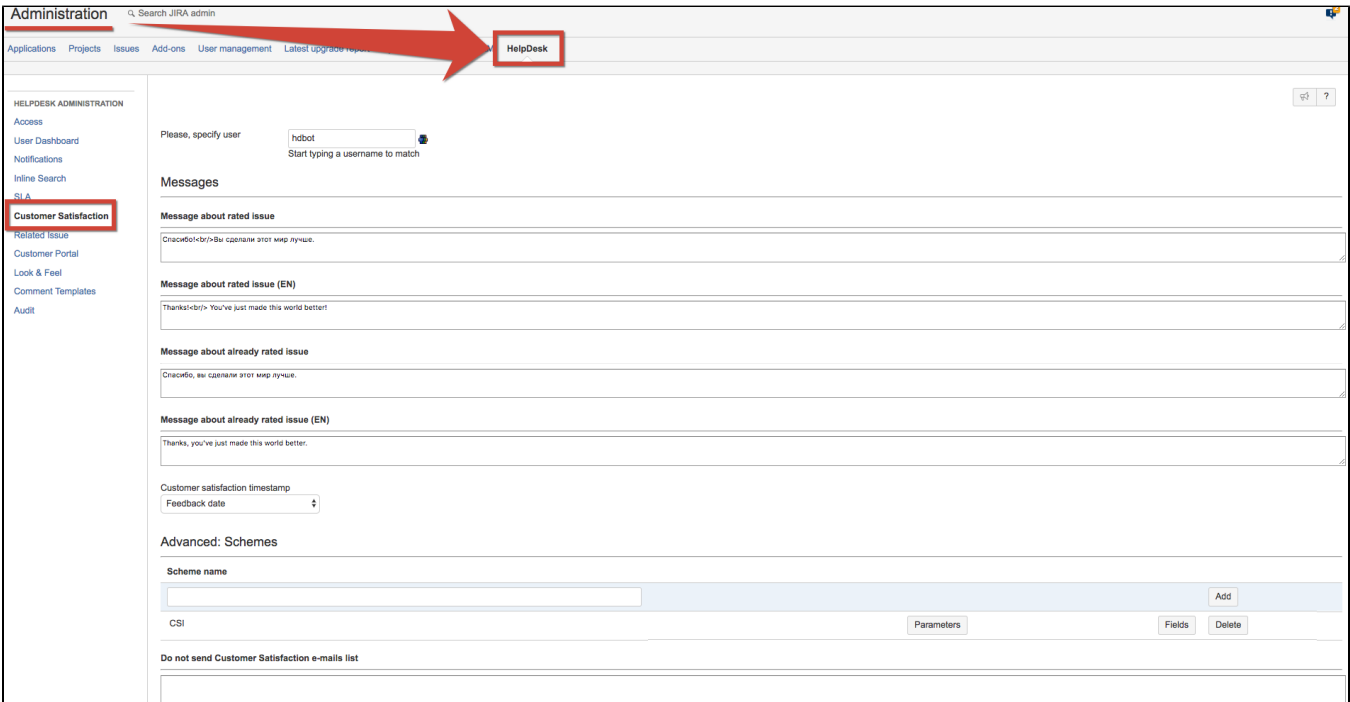 Administration Search JIRA admin
Applications Projects Issues Add-ons User management Latest upgrade report HelpDesk
HELPDESK ADMINISTRATION
Access
User Dashboard
Notifications
Inline Search
SLA
Customer Satisfaction
Related Issue
Customer Portal
Look & Feel
Comment Templates
Audit
?
Please, specify user hdbot
Start typing a username to match
Messages
Message about rated issue
Спасибо!<br/>Вы сделали этот мир лучше.
Message about rated issue (EN)
Thanks!<br/> You've just made this world better!
Message about already rated issue
Спасибо, вы сделали этот мир лучше.
Message about already rated issue (EN)
Thanks, you've just made this world better.
Customer satisfaction timestamp
Feedback date
Advanced: Schemes
Scheme name
Add
CSI Parameters Fields Delete
Do not send Customer Satisfaction e-mails list